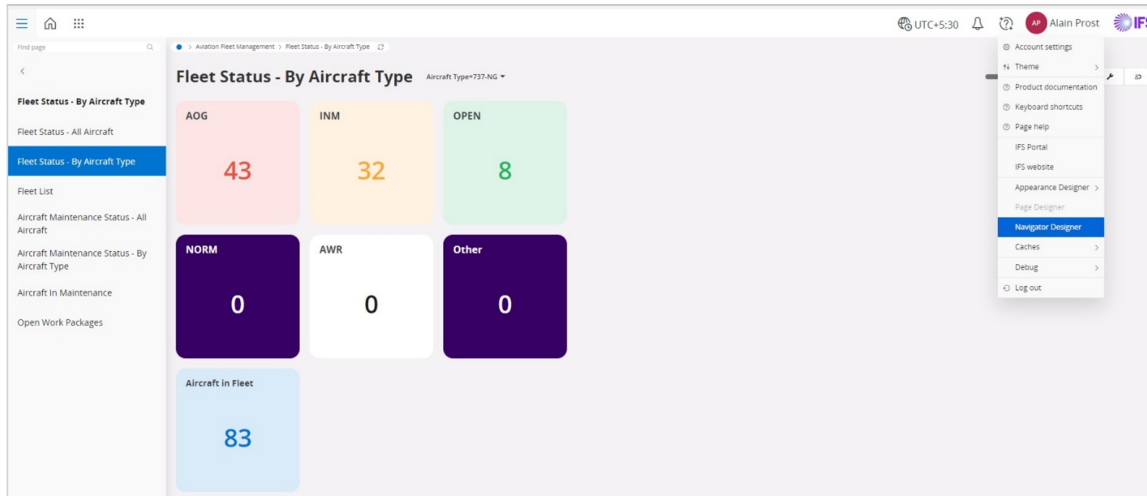 UTC+5:30
AP
Alain Prost
IFS
Find page
Aviation Fleet Management > Fleet Status - By Aircraft Type
Fleet Status - By Aircraft Type
Fleet Status - All Aircraft
Fleet Status - By Aircraft Type
Fleet List
Aircraft Maintenance Status - All
Aircraft
Aircraft Maintenance Status - By
Aircraft Type
Aircraft In Maintenance
Open Work Packages
Fleet Status - By Aircraft Type
Aircraft Type=737-NG
AOG
43
INM
32
OPEN
8
NORM
0
AWR
0
Other
0
Aircraft in Fleet
83
Account settings
Theme
Product documentation
Keyboard shortcuts
Page help
IFS Portal
IFS website
Appearance Designer
Page Designer
Navigator Designer
Caches
Debug
Log out